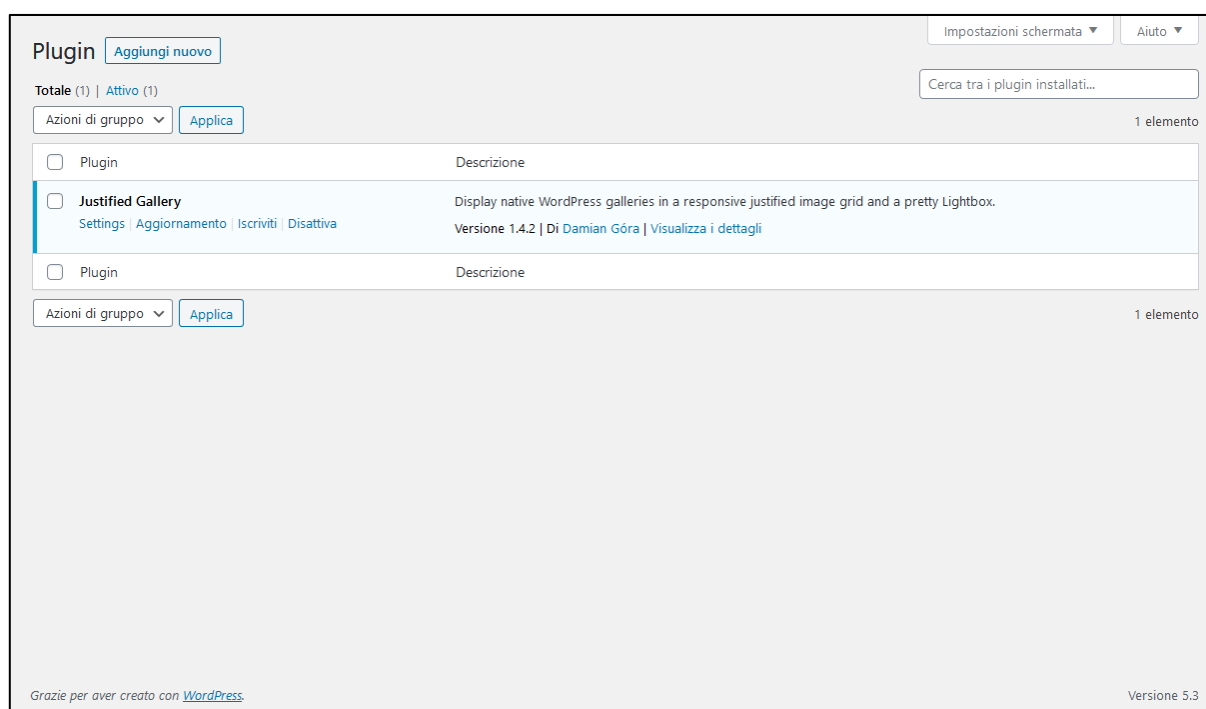 Impostazioni schermata ▼ Aiuto ▼
Plugin Aggiungi nuovo
Totale (1) | Attivo (1)
Cerca tra i plugin installati...
Azioni di gruppo Applica
1 elemento
Plugin Descrizione
Justified Gallery Display native WordPress galleries in a responsive justified image grid and a pretty Lightbox.
Settings | Aggiornamento | Iscriviti | Disattiva Versione 1.4.2 | Di Damian Góra | Visualizza i dettagli
Plugin Descrizione
Azioni di gruppo Applica 1 elemento
Grazie per aver creato con WordPress. Versione 5.3